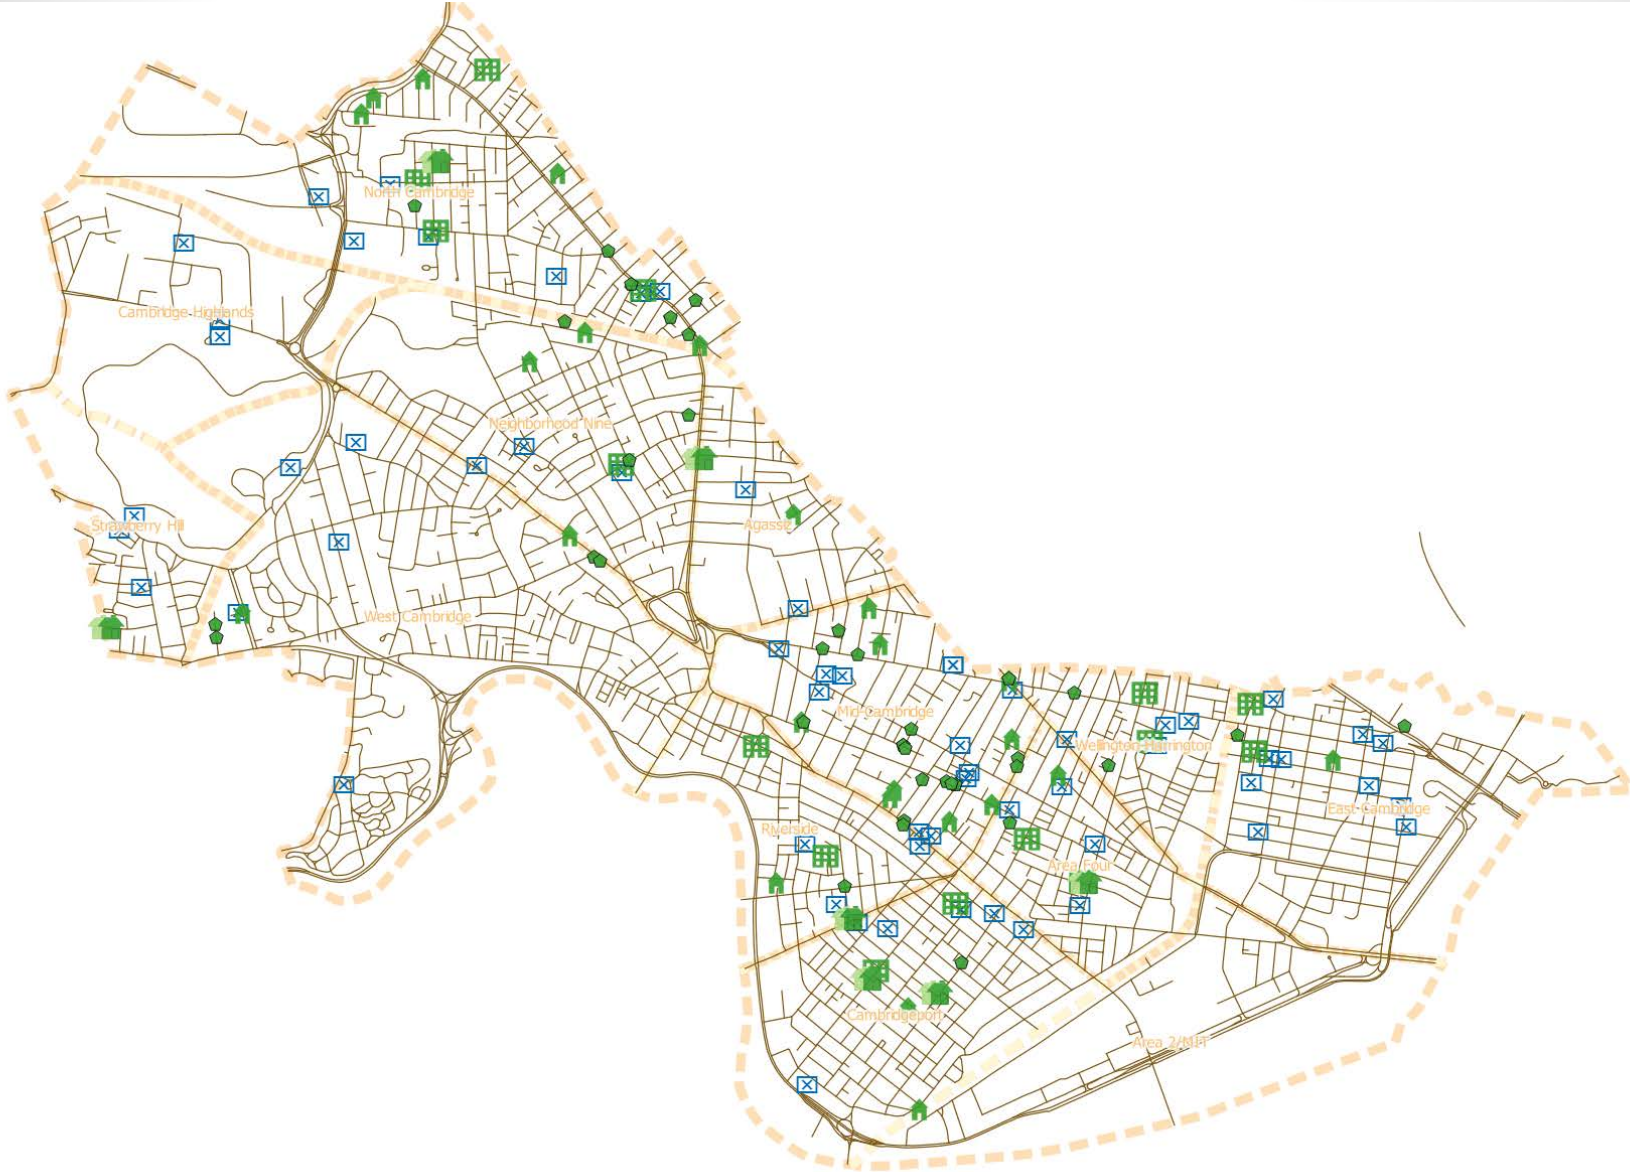 North Cambridge
Cambridge Highlands
Neighborhood Nine
Strawberry Hill
Agassiz
West Cambridge
Mid-Cambridge
Wellington-Harrington
East Cambridge
Riverside
Area Four
Cambridgeport
Area 2/MIT